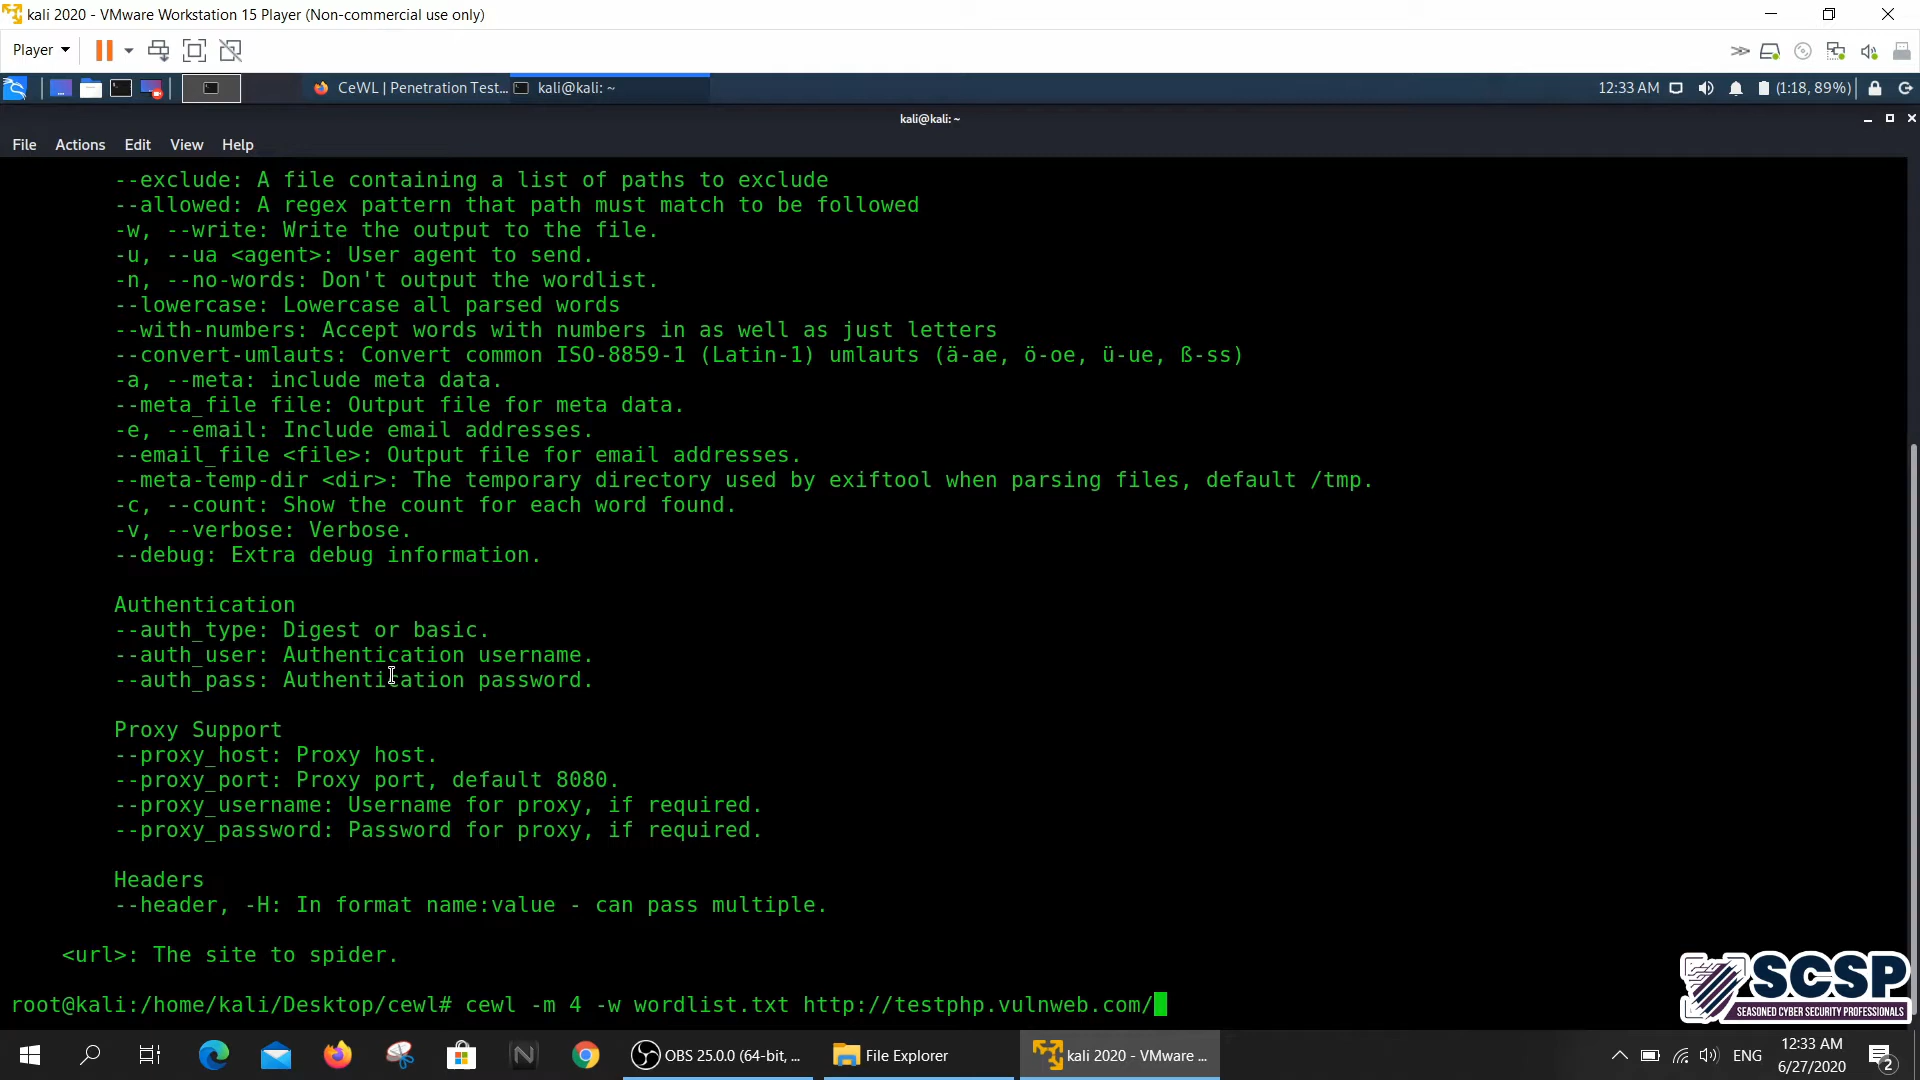 kali 2020 - VMware Workstation 15 Player (Non-commercial use only)
Player
CeWL | Penetration Test... kali@kali: ~ 12:33 AM (1:18, 89%)
kali@kali: ~
File Actions Edit View Help
--exclude: A file containing a list of paths to exclude
--allowed: A regex pattern that path must match to be followed
-w, --write: Write the output to the file.
-u, --ua <agent>: User agent to send.
-n, --no-words: Don't output the wordlist.
--lowercase: Lowercase all parsed words
--with-numbers: Accept words with numbers in as well as just letters
--convert-umlauts: Convert common ISO-8859-1 (Latin-1) umlauts (ä-ae, ö-oe, ü-ue, ß-ss)
-a, --meta: include meta data.
--meta_file file: Output file for meta data.
-e, --email: Include email addresses.
--email_file <file>: Output file for email addresses.
--meta-temp-dir <dir>: The temporary directory used by exiftool when parsing files, default /tmp.
-c, --count: Show the count for each word found.
-v, --verbose: Verbose.
--debug: Extra debug information.
Authentication
--auth_type: Digest or basic.
--auth_user: Authentication username.
--auth_pass: Authentication password.
Proxy Support
--proxy_host: Proxy host.
--proxy_port: Proxy port, default 8080.
--proxy_username: Username for proxy, if required.
--proxy_password: Password for proxy, if required.
Headers
--header, -H: In format name:value - can pass multiple.
<url>: The site to spider.
root@kali:/home/kali/Desktop/cewl# cewl -m 4 -w wordlist.txt http://testphp.vulnweb.com/
SCSP
SEASONED CYBER SECURITY PROFESSIONALS
OBS 25.0.0 (64-bit, ... File Explorer kali 2020 - VMware ... ENG 12:33 AM
6/27/2020
2